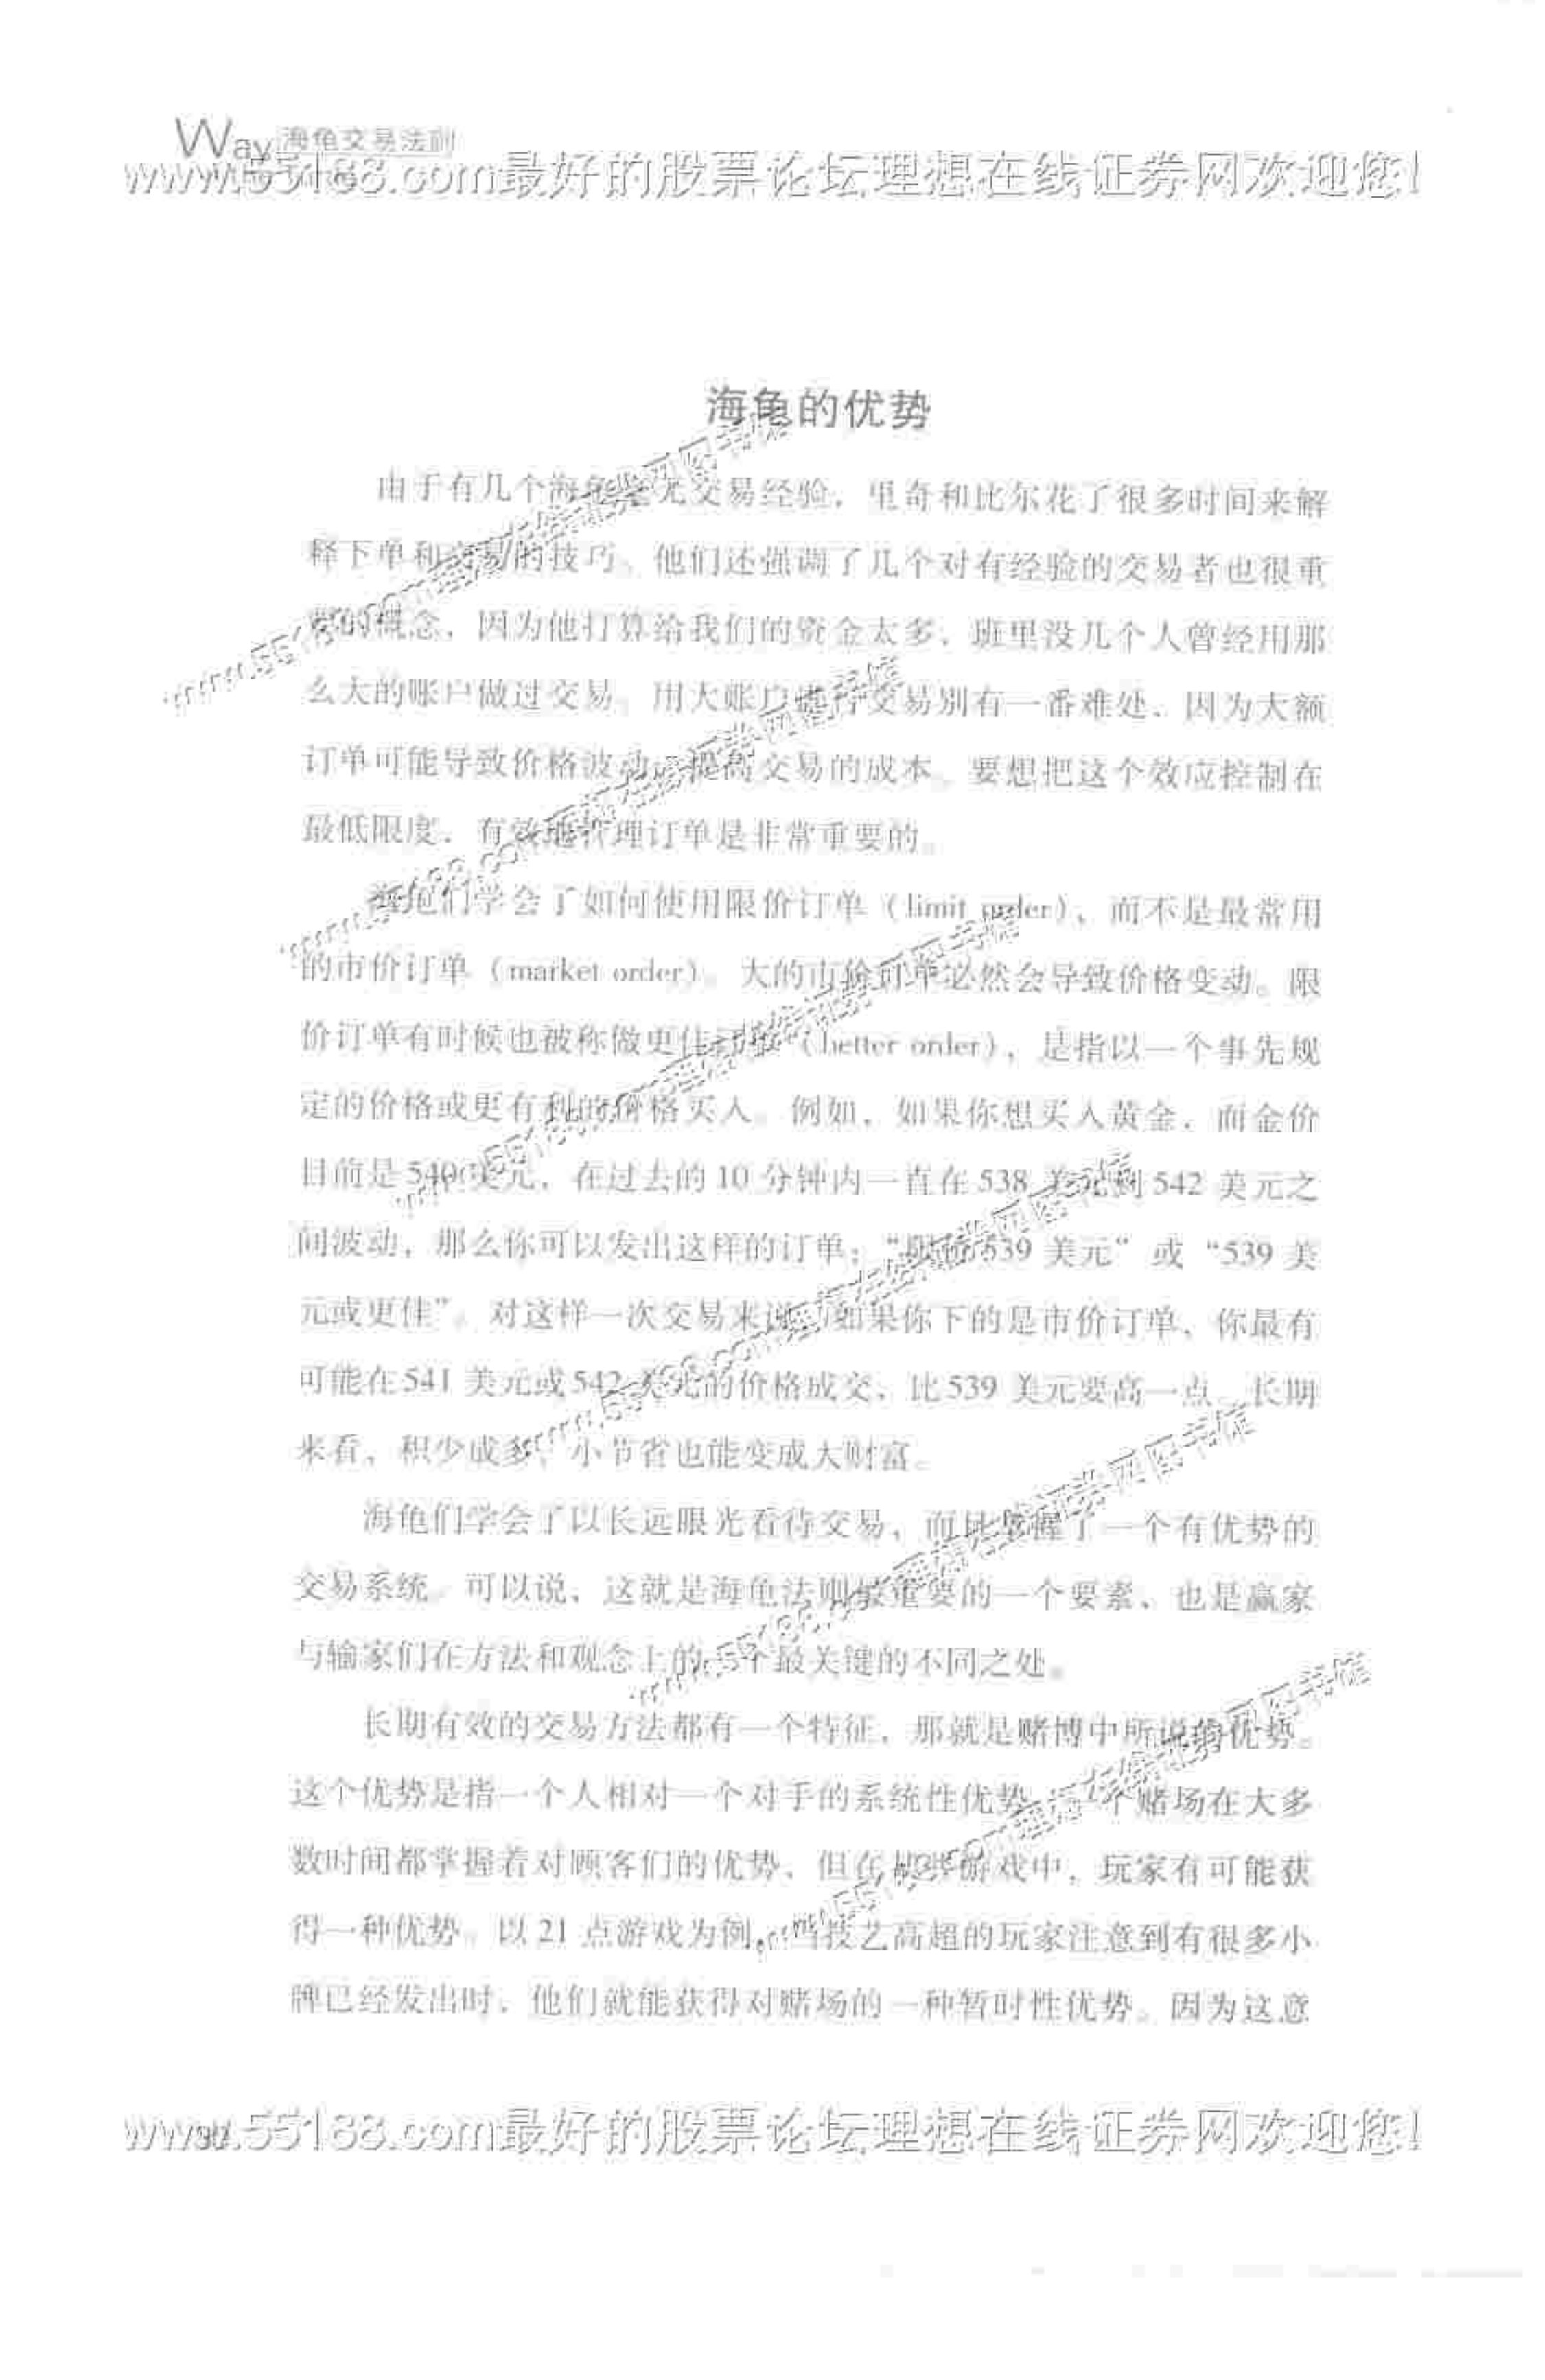 Way 海龟交易法则
www.55188.com最好的股票论坛理想在线证券网欢迎您!
海龟的优势
由于有几个海龟毫无交易经验，里奇和比尔花了很多时间来解
释下单和交易的技巧。他们还强调了几个对有经验的交易者也很重
要的概念，因为他打算给我们的资金太多，班里没几个人曾经用那
么大的账户做过交易。用大账户进行交易别有一番难处，因为大额
订单可能导致价格波动，提高交易的成本。要想把这个效应控制在
最低限度，有效地管理订单是非常重要的。
海龟们学会了如何使用限价订单（limit order），而不是最常用
的市价订单（market order）。大的市价订单必然会导致价格变动。限
价订单有时候也被称做更佳订单（better order），是指以一个事先规
定的价格或更有利的价格买入。例如，如果你想买入黄金，而金价
目前是540美元，在过去的10分钟内一直在538美元到542美元之
间波动，那么你可以发出这样的订单：“限价539美元”或“539美
元或更佳”。对这样一次交易来说，如果你下的是市价订单，你最有
可能在541美元或542美元的价格成交，比539美元要高一点。长期
来看，积少成多，小节省也能变成大财富。
海龟们学会了以长远眼光看待交易，而且掌握了一个有优势的
交易系统。可以说，这就是海龟法则最重要的一个要素，也是赢家
与输家们在方法和观念上的一个最关键的不同之处。
长期有效的交易方法都有一个特征，那就是赌博中所说的优势。
这个优势是指一个人相对一个对手的系统性优势。一个赌场在大多
数时间都掌握着对顾客们的优势，但在某些游戏中，玩家有可能获
得一种优势。以21点游戏为例，当技艺高超的玩家注意到有很多小
牌已经发出时，他们就能获得对赌场的一种暂时性优势。因为这意
www.55188.com最好的股票论坛理想在线证券网欢迎您!